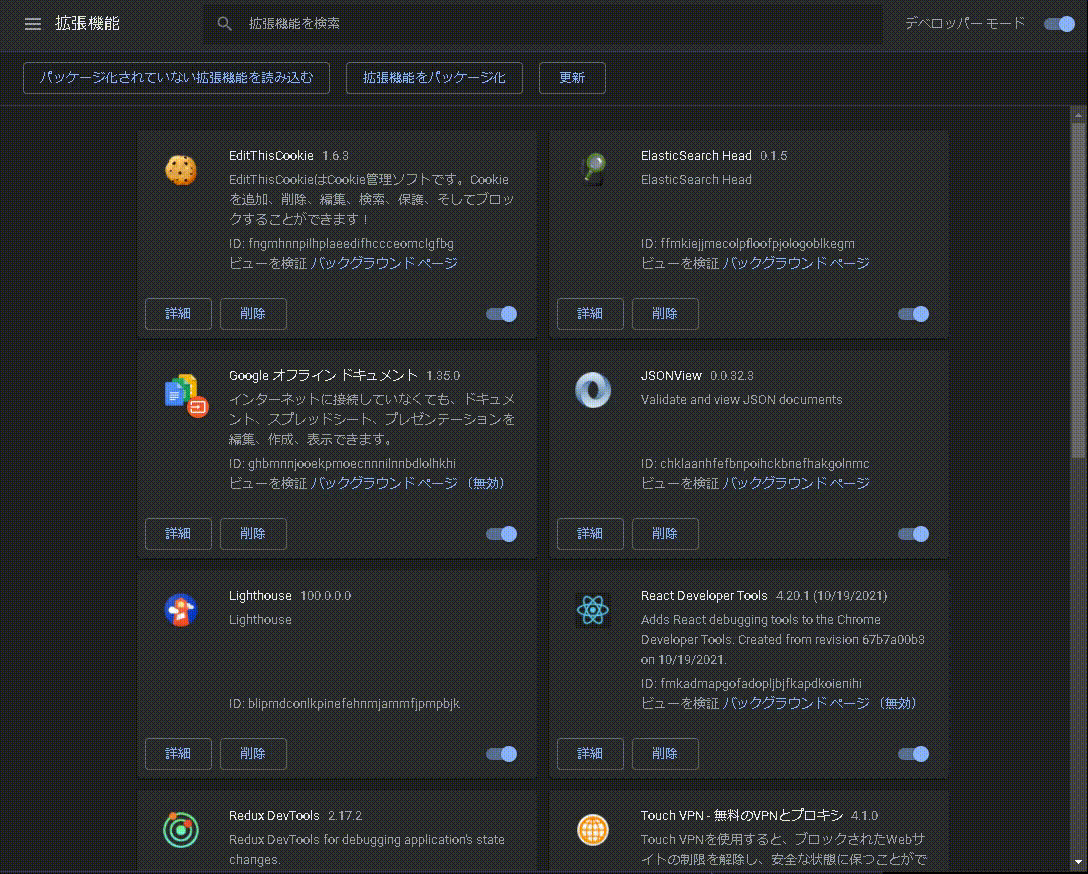 拡張機能
拡張機能を検索
デベロッパー モード
パッケージ化されていない拡張機能を読み込む
拡張機能をパッケージ化
更新
EditThisCookie 1.6.3
EditThisCookieはCookie管理ソフトです。Cookie
を追加、削除、編集、検索、保護、そしてブロッ
クすることができます！
ID: fngmhnnpilhplaeedifhccceomclgfbg
ビューを検証 バックグラウンド ページ
詳細 削除
ElasticSearch Head 0.1.5
ElasticSearch Head
ID: ffmkiejjmecolpfloofpjologoblkegm
ビューを検証 バックグラウンド ページ
詳細 削除
Google オフライン ドキュメント 1.35.0
インターネットに接続していなくても、ドキュメ
ント、スプレッドシート、プレゼンテーションを
編集、作成、表示できます。
ID: ghbmnnjooekpmoecnnnilnnbdlolhkhi
ビューを検証 バックグラウンド ページ （無効）
詳細 削除
JSONView 0.0.32.3
Validate and view JSON documents
ID: chklaanhfefbnpoihckbnefhakgolnmc
ビューを検証 バックグラウンド ページ
詳細 削除
Lighthouse 100.0.0.0
Lighthouse
ID: blipmdconlkpinefehnmjammfjpmpbjk
詳細 削除
React Developer Tools 4.20.1 (10/19/2021)
Adds React debugging tools to the Chrome
Developer Tools. Created from revision 67b7a00b3
on 10/19/2021.
ID: fmkadmapgofadopljbjfkapdkoienihi
ビューを検証 バックグラウンド ページ （無効）
詳細 削除
Redux DevTools 2.17.2
Redux DevTools for debugging application's state
changes.
Touch VPN - 無料のVPNとプロキシ 4.1.0
Touch VPNを使用すると、ブロックされたWebサ
イトの制限を解除し、安全な状態に保つことがで